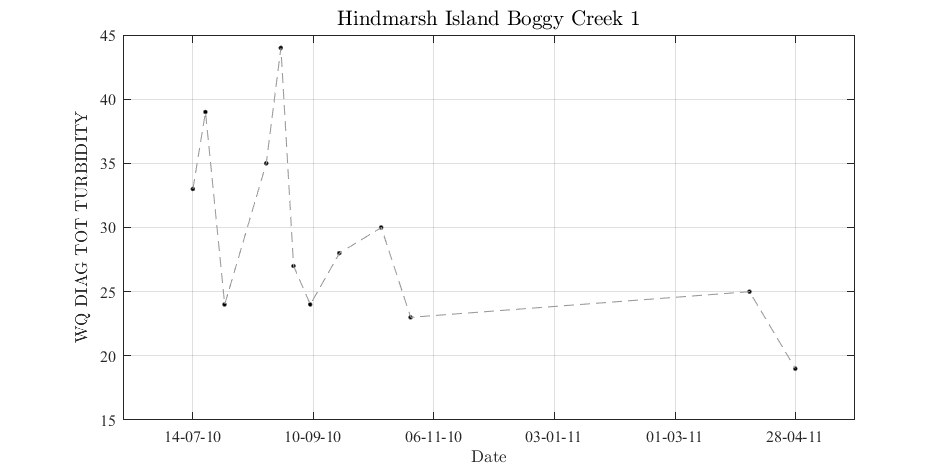 Hindmarsh Island Boggy Creek 1
WQ DIAG TOT TURBIDITY
45
40
35
30
25
20
15
14-07-10 10-09-10 06-11-10 03-01-11 01-03-11 28-04-11
Date